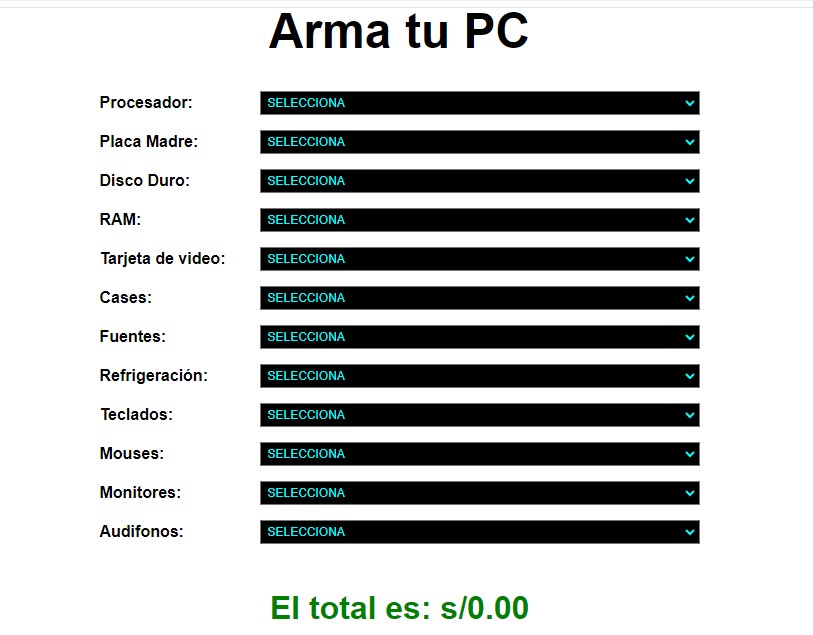 Arma tu PC
Procesador: SELECCIONA
Placa Madre: SELECCIONA
Disco Duro: SELECCIONA
RAM: SELECCIONA
Tarjeta de video: SELECCIONA
Cases: SELECCIONA
Fuentes: SELECCIONA
Refrigeración: SELECCIONA
Teclados: SELECCIONA
Mouses: SELECCIONA
Monitores: SELECCIONA
Audifonos: SELECCIONA
El total es: s/0.00